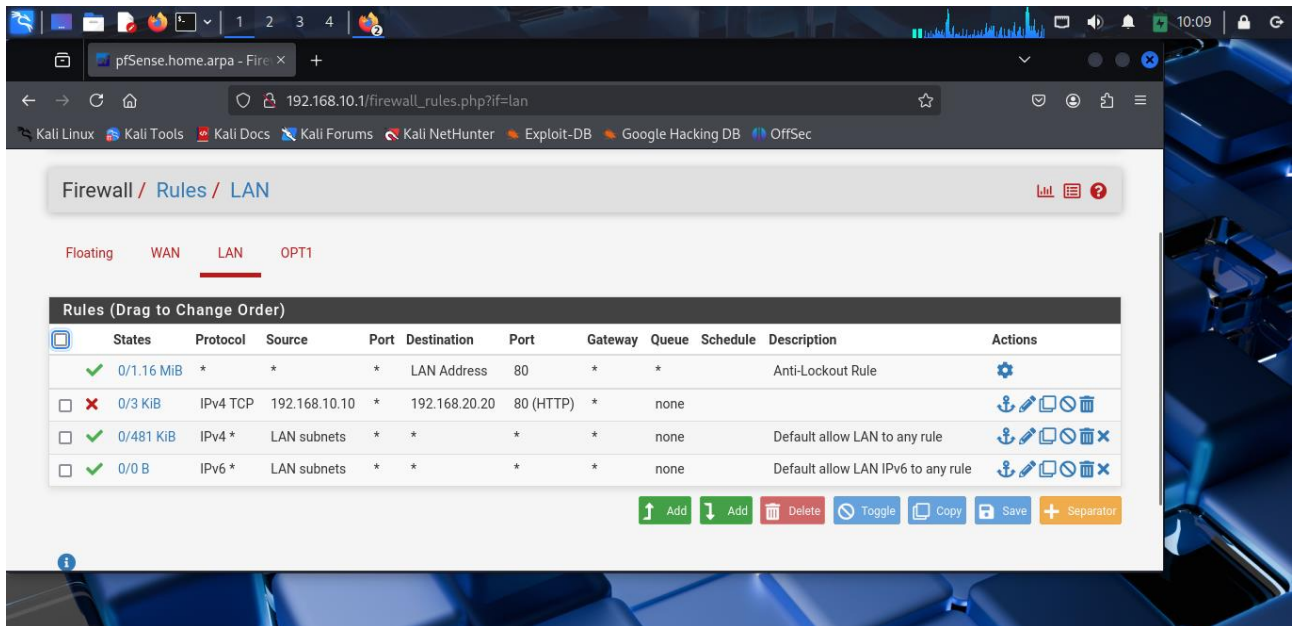 1 2 3 4 2 10:09
pfSense.home.arpa - Fire
192.168.10.1/firewall_rules.php?if=lan
Kali Linux Kali Tools Kali Docs Kali Forums Kali NetHunter Exploit-DB Google Hacking DB OffSec
Firewall / Rules / LAN
Floating WAN LAN OPT1
Rules (Drag to Change Order)
States Protocol Source Port Destination Port Gateway Queue Schedule Description Actions
0/1.16 MiB * * * LAN Address 80 * * Anti-Lockout Rule
0/3 KiB IPv4 TCP 192.168.10.10 * 192.168.20.20 80 (HTTP) * none
0/481 KiB IPv4 * LAN subnets * * * * none Default allow LAN to any rule
0/0 B IPv6 * LAN subnets * * * * none Default allow LAN IPv6 to any rule
Add Add Delete Toggle Copy Save Separator